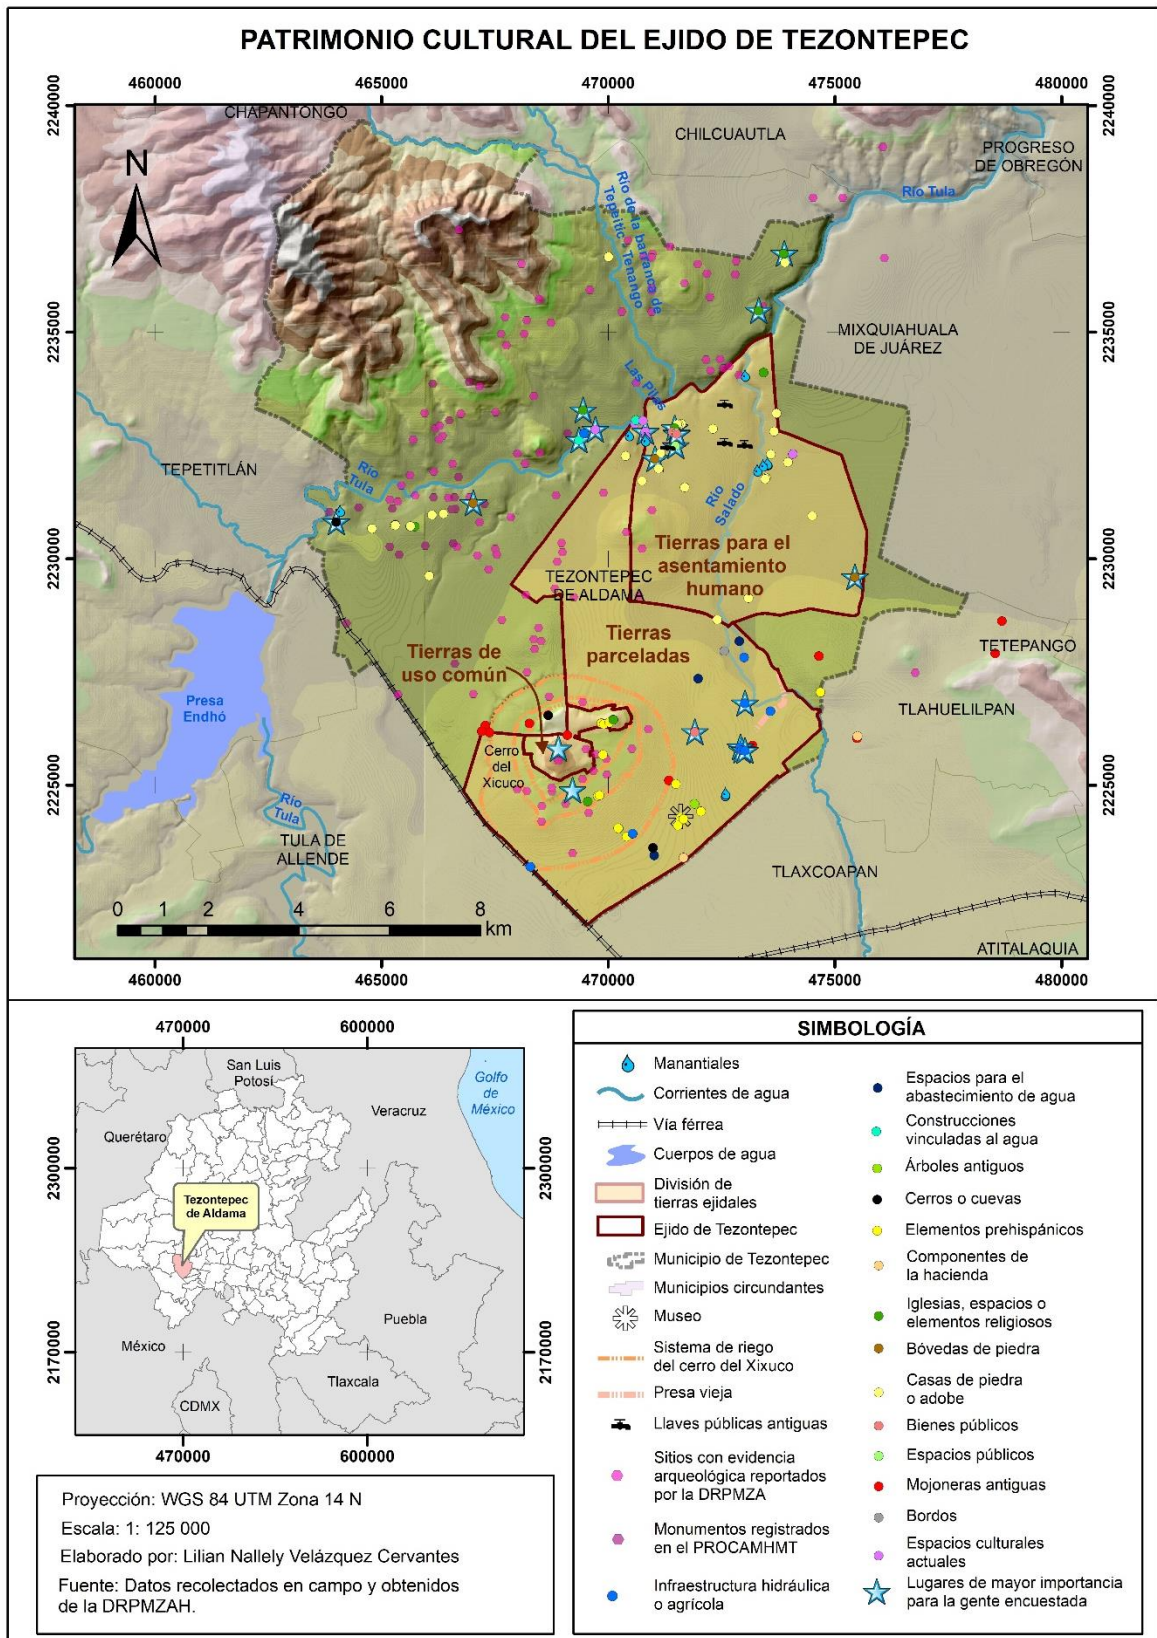 PATRIMONIO CULTURAL DEL EJIDO DE TEZONTEPEC
460000
465000
470000
475000
480000
2240000
2240000
CHAPANTONGO
CHILCUAUTLA
PROGRESO
DE OBREGÓN
N
Río Tula
Río de la barranca de
Tepeitic - Tenango
2235000
2235000
MIXQUIAHUALA
DE JUÁREZ
Las Pilas
TEPETITLÁN
Río
Tula
Río
Salado
2230000
2230000
Tierras para el
asentamiento
humano
TEZONTEPEC
DE ALDAMA
Tierras
parceladas
Tierras de
uso común
TETEPANGO
TLAHUELILPAN
Presa
Endhó
Cerro
del
Xicuco
2225000
2225000
Río
Tula
TULA DE
ALLENDE
TLAXCOAPAN
0 1 2 4 6 8
km
ATITALAQUIA
460000
465000
470000
475000
480000
470000
600000
San Luis
Potosí
Golfo
de
México
Veracruz
Querétaro
2300000
2300000
Tezontepec
de Aldama
Puebla
México
2170000
2170000
Tlaxcala
CDMX
470000
600000
Proyección: WGS 84 UTM Zona 14 N
Escala: 1: 125 000
Elaborado por: Lilian Nallely Velázquez Cervantes
Fuente: Datos recolectados en campo y obtenidos
de la DRPMZAH.
SIMBOLOGÍA
Manantiales
Corrientes de agua
Vía férrea
Cuerpos de agua
División de
tierras ejidales
Ejido de Tezontepec
Municipio de Tezontepec
Municipios circundantes
Museo
Sistema de riego
del cerro del Xixuco
Presa vieja
Llaves públicas antiguas
Sitios con evidencia
arqueológica reportados
por la DRPMZA
Monumentos registrados
en el PROCAMHMT
Infraestructura hidráulica
o agrícola
Espacios para el
abastecimiento de agua
Construcciones
vinculadas al agua
Árboles antiguos
Cerros o cuevas
Elementos prehispánicos
Componentes de
la hacienda
Iglesias, espacios o
elementos religiosos
Bóvedas de piedra
Casas de piedra
o adobe
Bienes públicos
Espacios públicos
Mojoneras antiguas
Bordos
Espacios culturales
actuales
Lugares de mayor importancia
para la gente encuestada